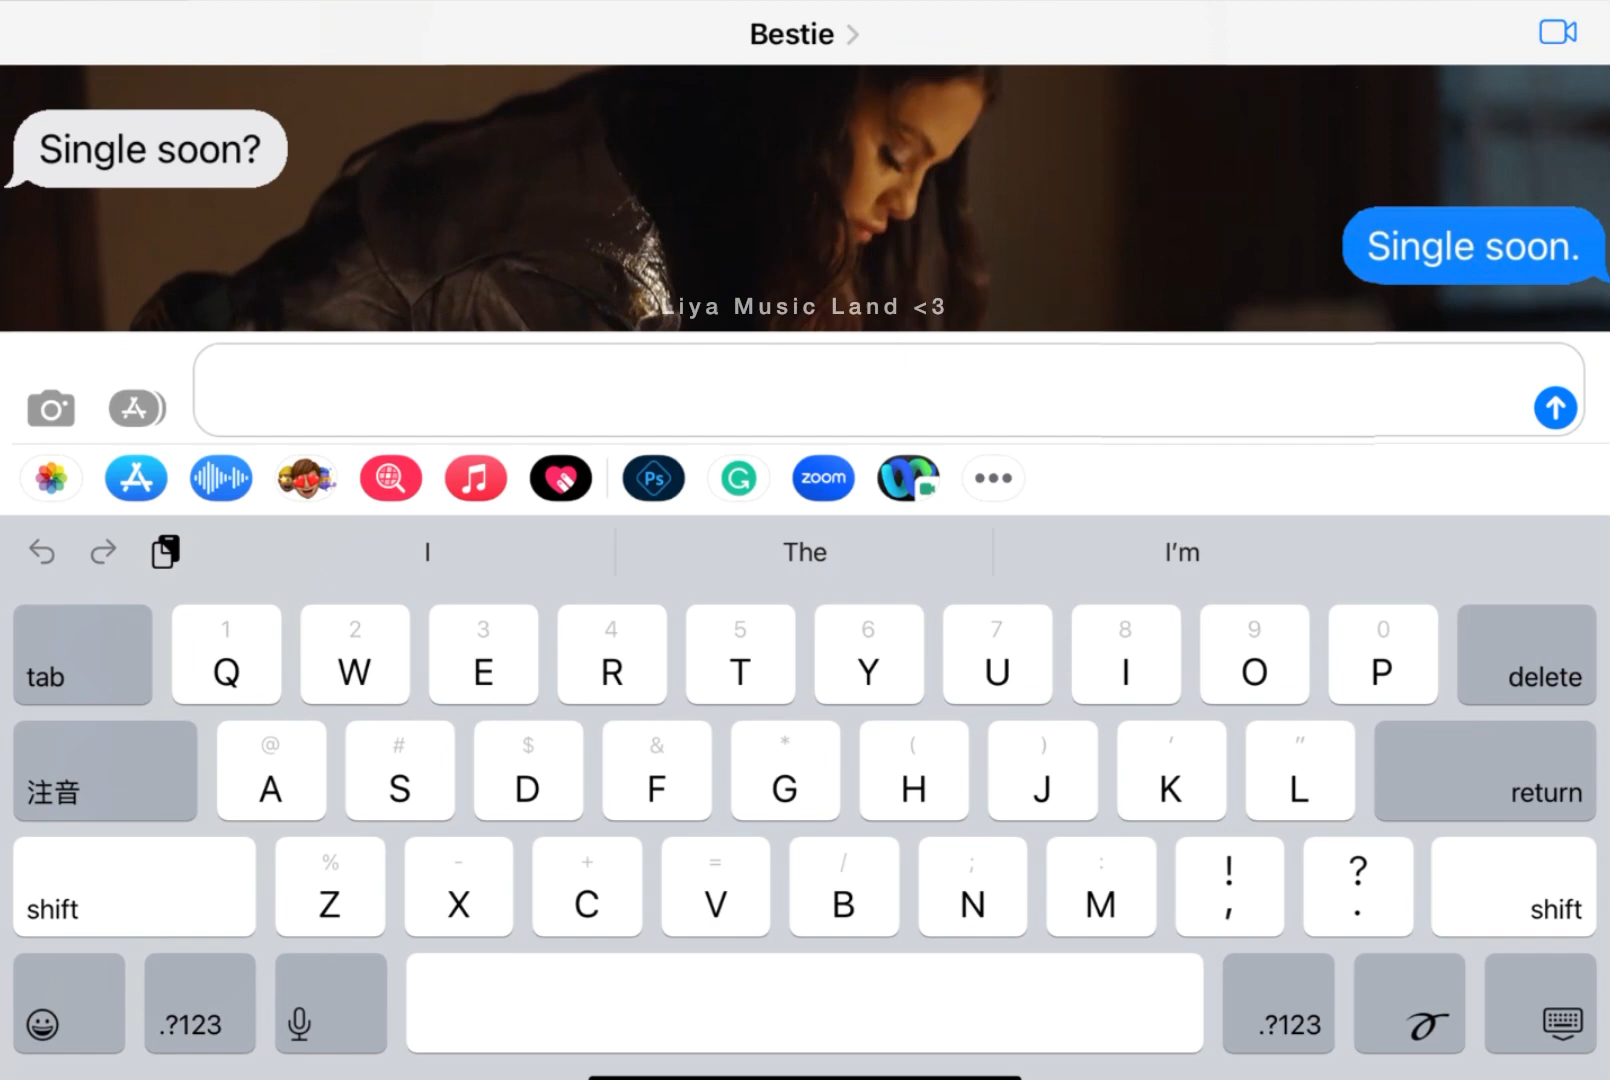 Bestie
Single soon?
Single soon.
Liya Music Land <3
Ps
zoom
I
The
I'm
tab
1 2 3 4 5 6 7 8 9 0
Q W E R T Y U I O P
delete
@ # $ & * ( ) ' "
注音
A S D F G H J K L
return
% - + = / ; : ! ?
shift
Z X C V B N M , .
shift
.?123
.?123